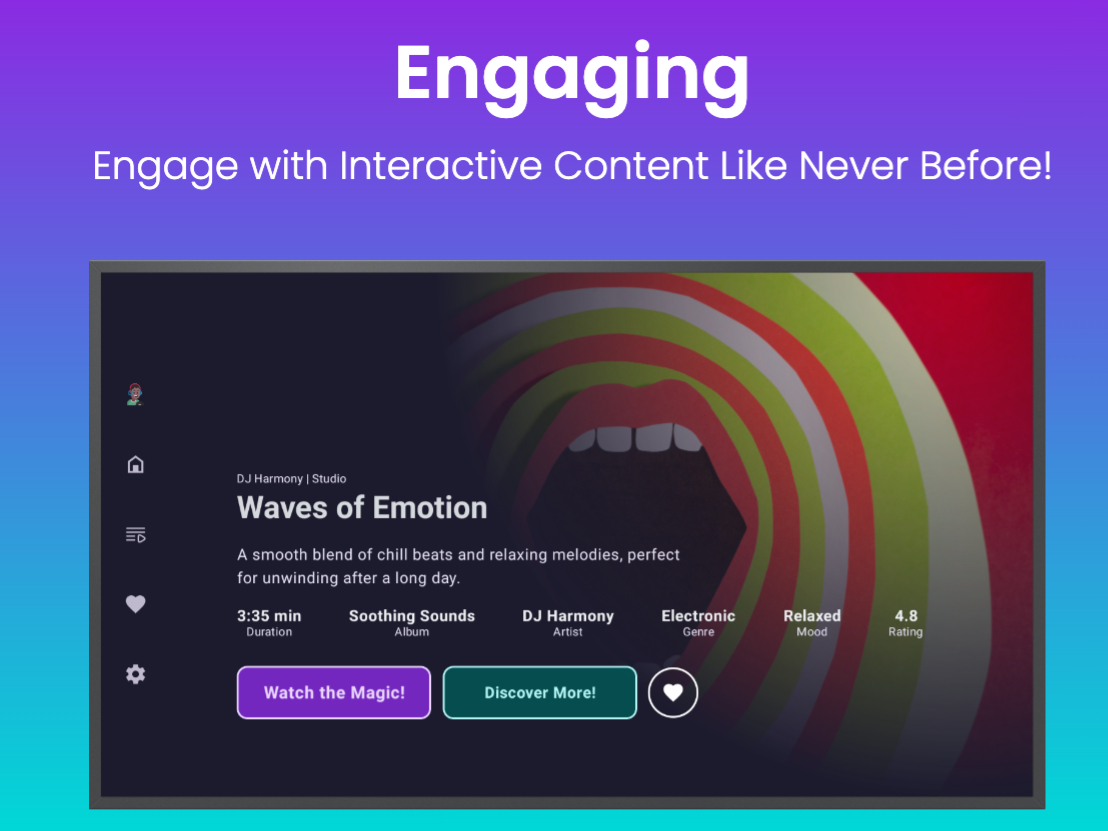 Engaging
Engage with Interactive Content Like Never Before!
DJ Harmony | Studio
Waves of Emotion
A smooth blend of chill beats and relaxing melodies, perfect
for unwinding after a long day.
3:35 min Soothing Sounds DJ Harmony Electronic Relaxed 4.8
Duration Album Artist Genre Mood Rating
Watch the Magic! Discover More!